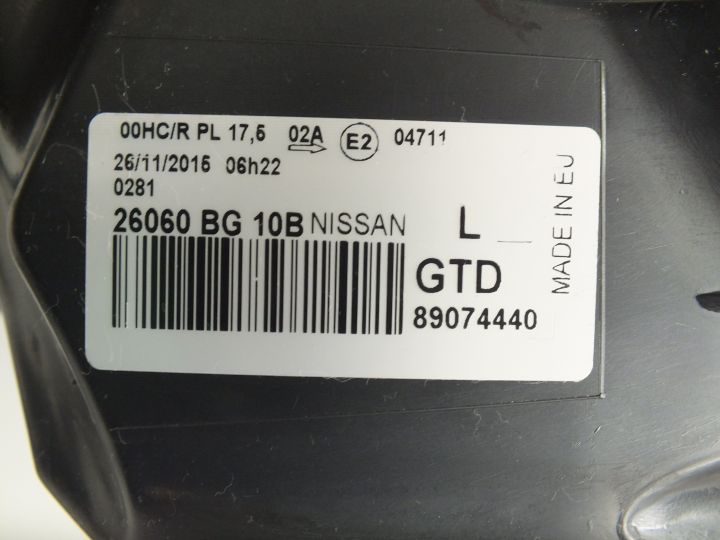 00HC/R PL 17,5 02A E2 04711
26/11/2015 06h22
0281
26060 BG 10B NISSAN L _
GTD
89074440
MADE IN EU